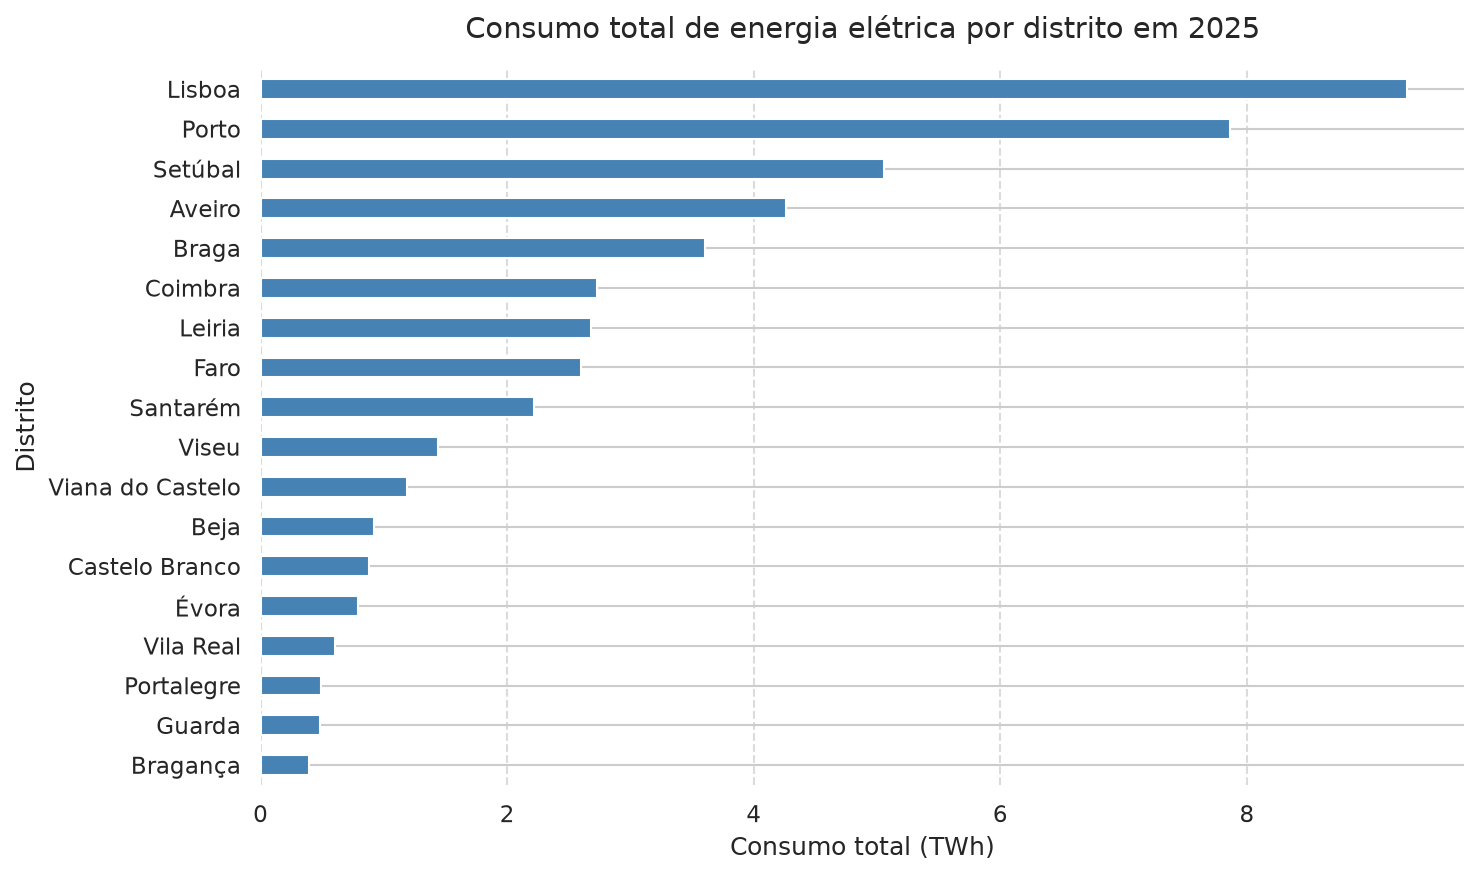 Consumo total de energia elétrica por distrito em 2025
Distrito
Lisboa
Porto
Setúbal
Aveiro
Braga
Coimbra
Leiria
Faro
Santarém
Viseu
Viana do Castelo
Beja
Castelo Branco
Évora
Vila Real
Portalegre
Guarda
Bragança
0 2 4 6 8
Consumo total (TWh)